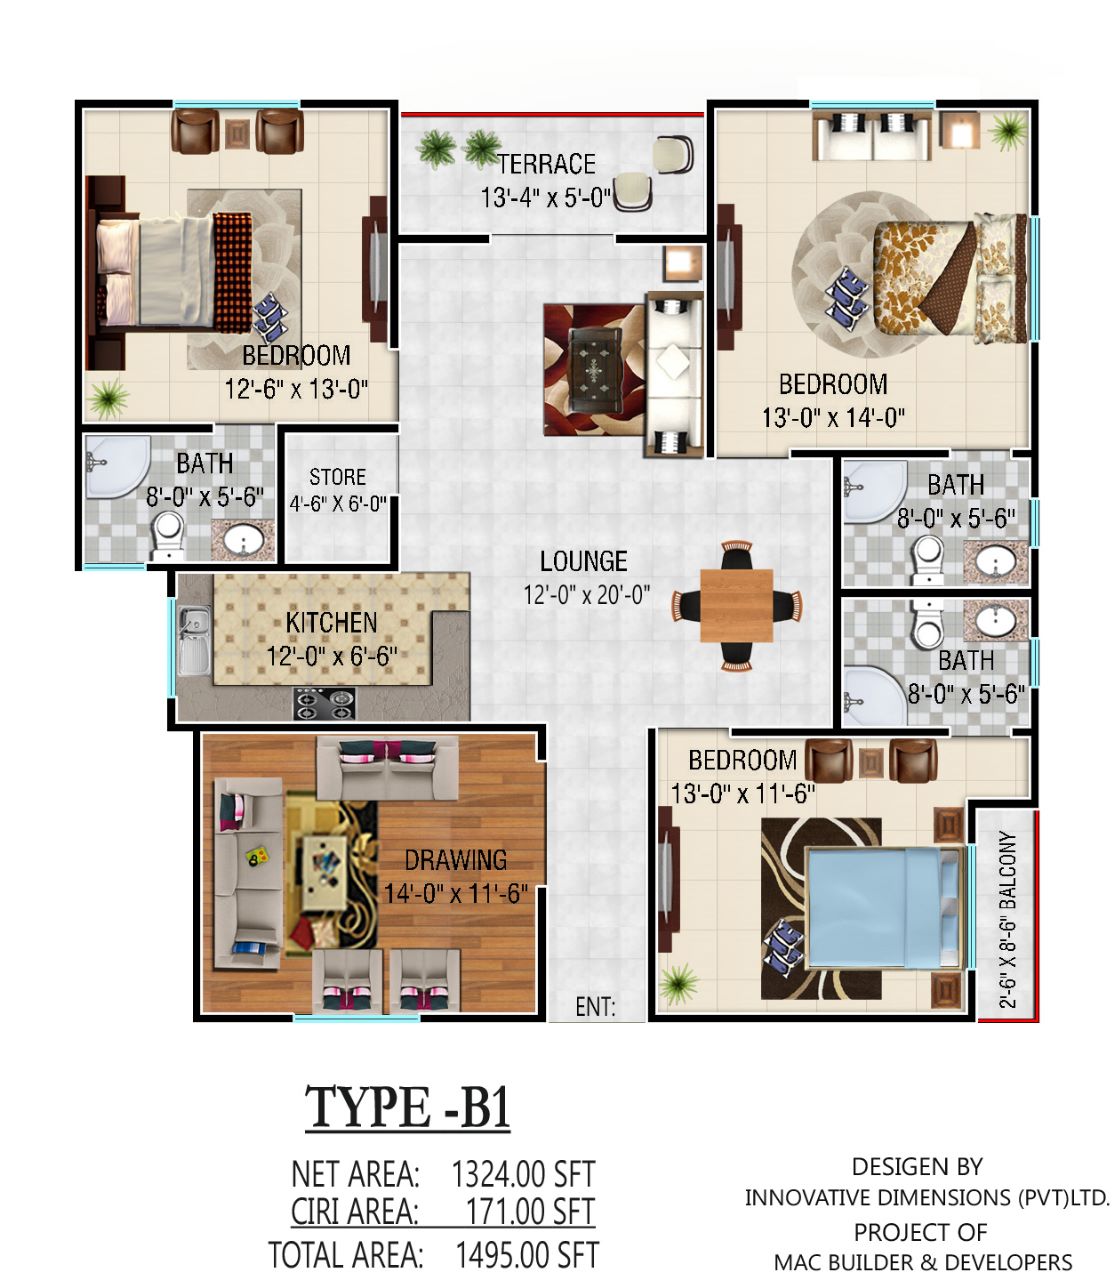 TERRACE
13'-4" x 5'-0"
BEDROOM
12'-6" x 13'-0"
BEDROOM
13'-0" x 14'-0"
BATH
8'-0" x 5'-6"
STORE
4'-6" X 6'-0"
BATH
8'-0" x 5'-6"
LOUNGE
12'-0" x 20'-0"
KITCHEN
12'-0" x 6'-6"
BATH
8'-0" x 5'-6"
BEDROOM
13'-0" x 11'-6"
DRAWING
14'-0" x 11'-6"
2'-6" X 8'-6" BALCONY
ENT:
TYPE -B1
NET AREA: 1324.00 SFT
CIRI AREA: 171.00 SFT
TOTAL AREA: 1495.00 SFT
DESIGEN BY
INNOVATIVE DIMENSIONS (PVT)LTD.
PROJECT OF
MAC BUILDER & DEVELOPERS